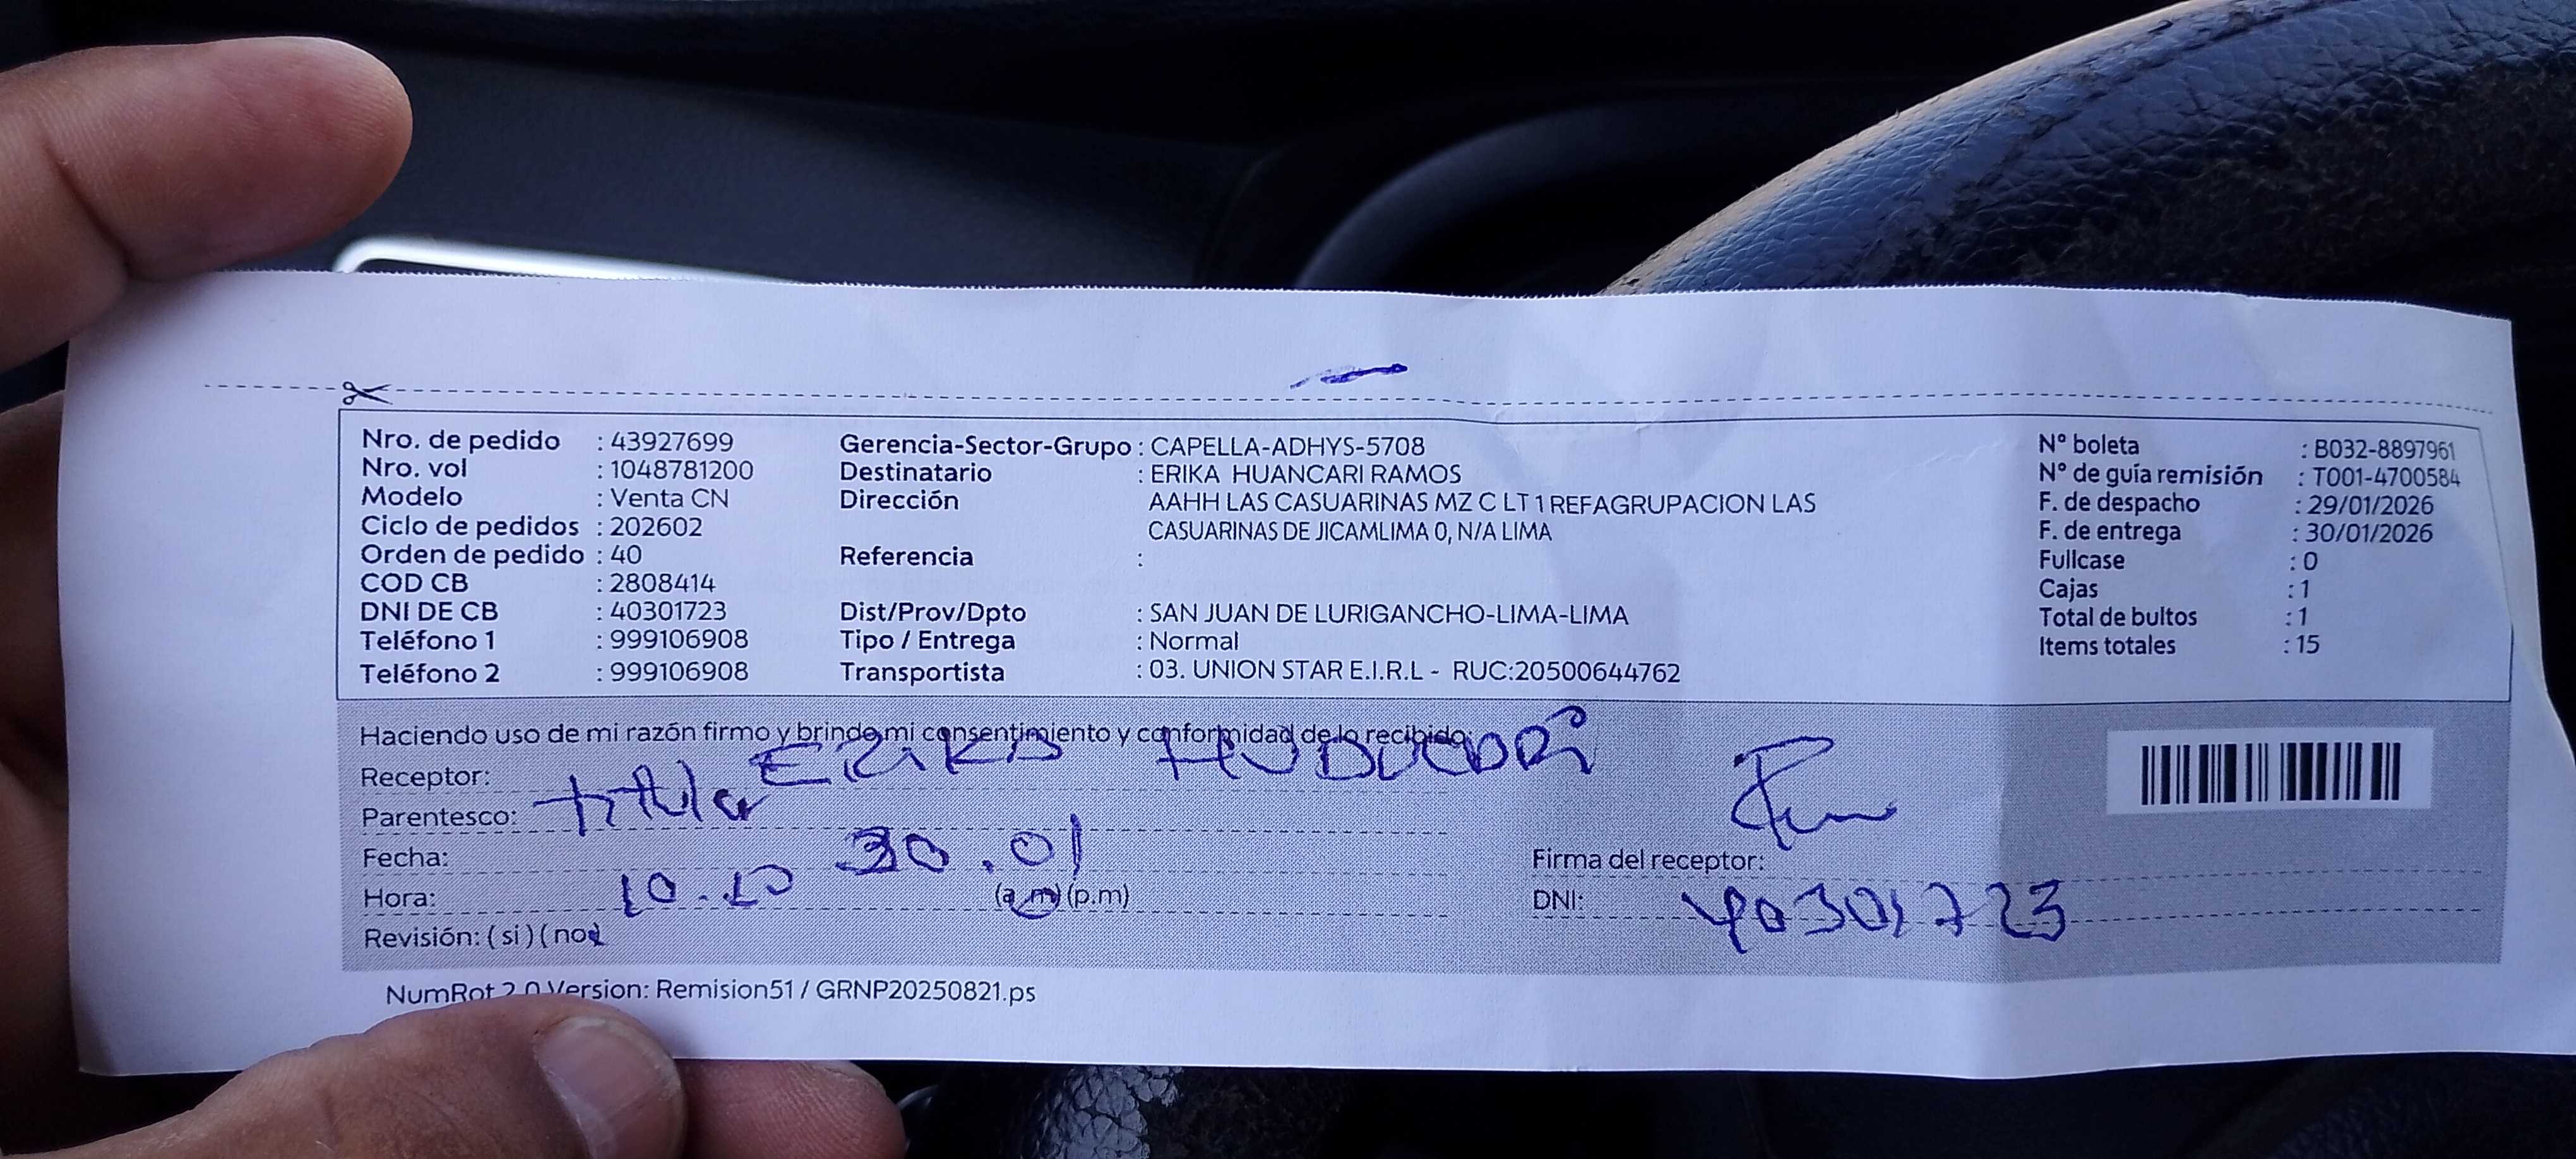 Nro. de pedido : 43927699
Nro. vol : 1048781200
Modelo : Venta CN
Ciclo de pedidos : 202602
Orden de pedido : 40
COD CB : 2808414
DNI DE CB : 40301723
Teléfono 1 : 999106908
Teléfono 2 : 999106908
Gerencia-Sector-Grupo : CAPELLA-ADHYS-5708
Destinatario : ERIKA HUANCARI RAMOS
Dirección AAHH LAS CASUARINAS MZ C LT 1 REFAGRUPACION LAS
CASUARINAS DE JICAMLIMA 0, N/A LIMA
Referencia :
Dist/Prov/Dpto : SAN JUAN DE LURIGANCHO-LIMA-LIMA
Tipo / Entrega : Normal
Transportista : 03. UNION STAR E.I.R.L - RUC:20500644762
N° boleta : B032-8897961
N° de guía remisión : T001-4700584
F. de despacho : 29/01/2026
F. de entrega : 30/01/2026
Fullcase : 0
Cajas : 1
Total de bultos : 1
Items totales : 15
Haciendo uso de mi razón firmo y brindo mi consentimiento y conformidad de lo recibido:
Receptor: ERIKA
Parentesco: titular
Fecha: 30.01
Hora: 10.20 (a.m) (p.m)
Revisión: ( si ) ( no )
Firma del receptor:
DNI: 40301723
NumRot 2.0 Version: Remision51 / GRNP20250821.ps